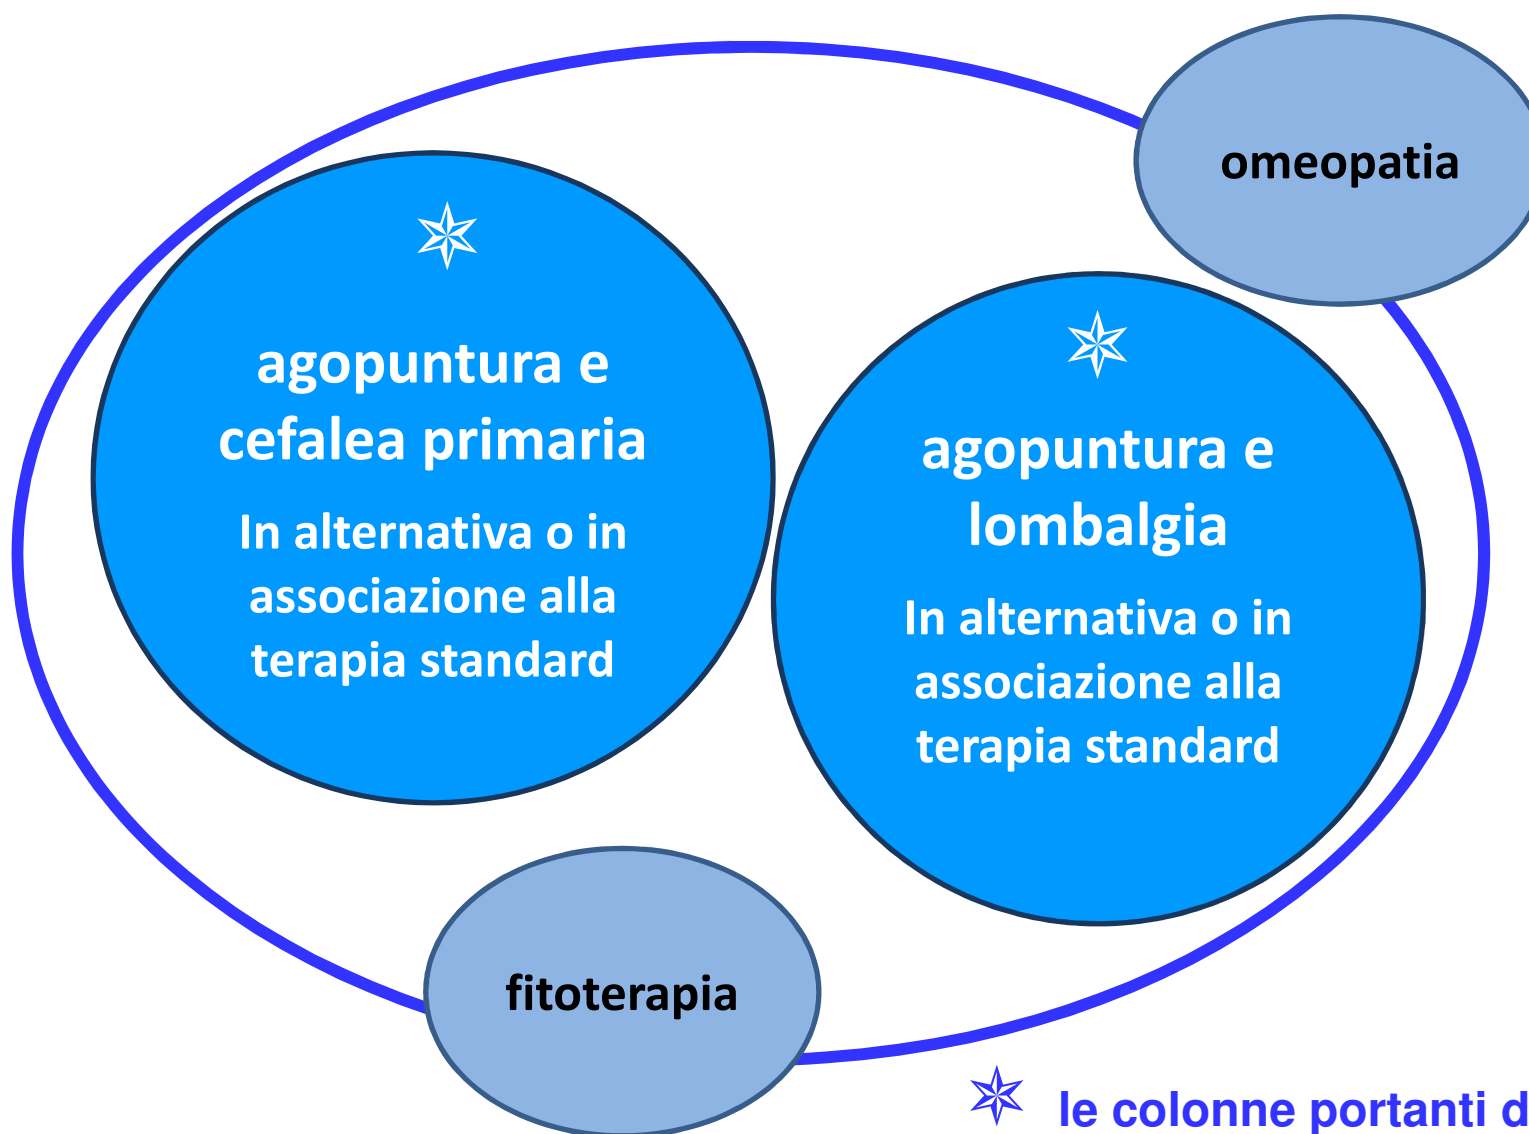 omeopatia
agopuntura e
cefalea primaria
In alternativa o in
associazione alla
terapia standard
agopuntura e
lombalgia
In alternativa o in
associazione alla
terapia standard
fitoterapia
le colonne portanti d